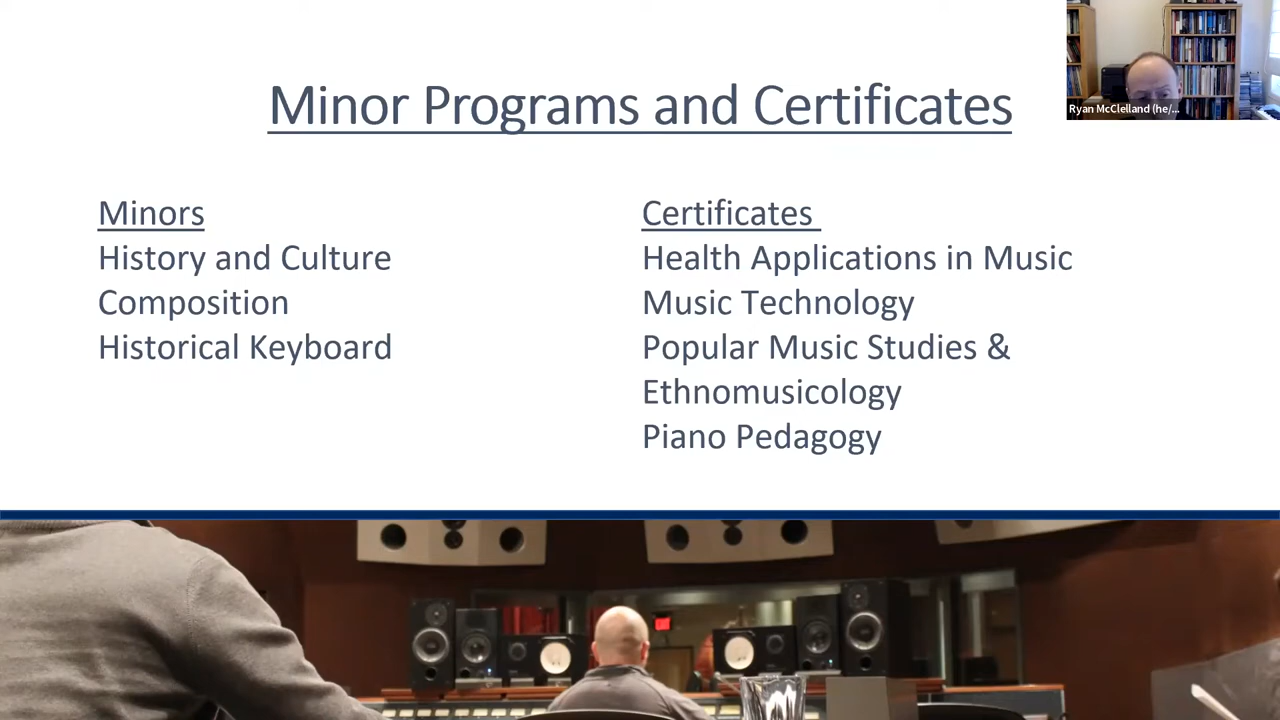 Minor Programs and Certificates
Ryan McClelland (he/...
Minors
History and Culture
Composition
Historical Keyboard
Certificates
Health Applications in Music
Music Technology
Popular Music Studies &
Ethnomusicology
Piano Pedagogy